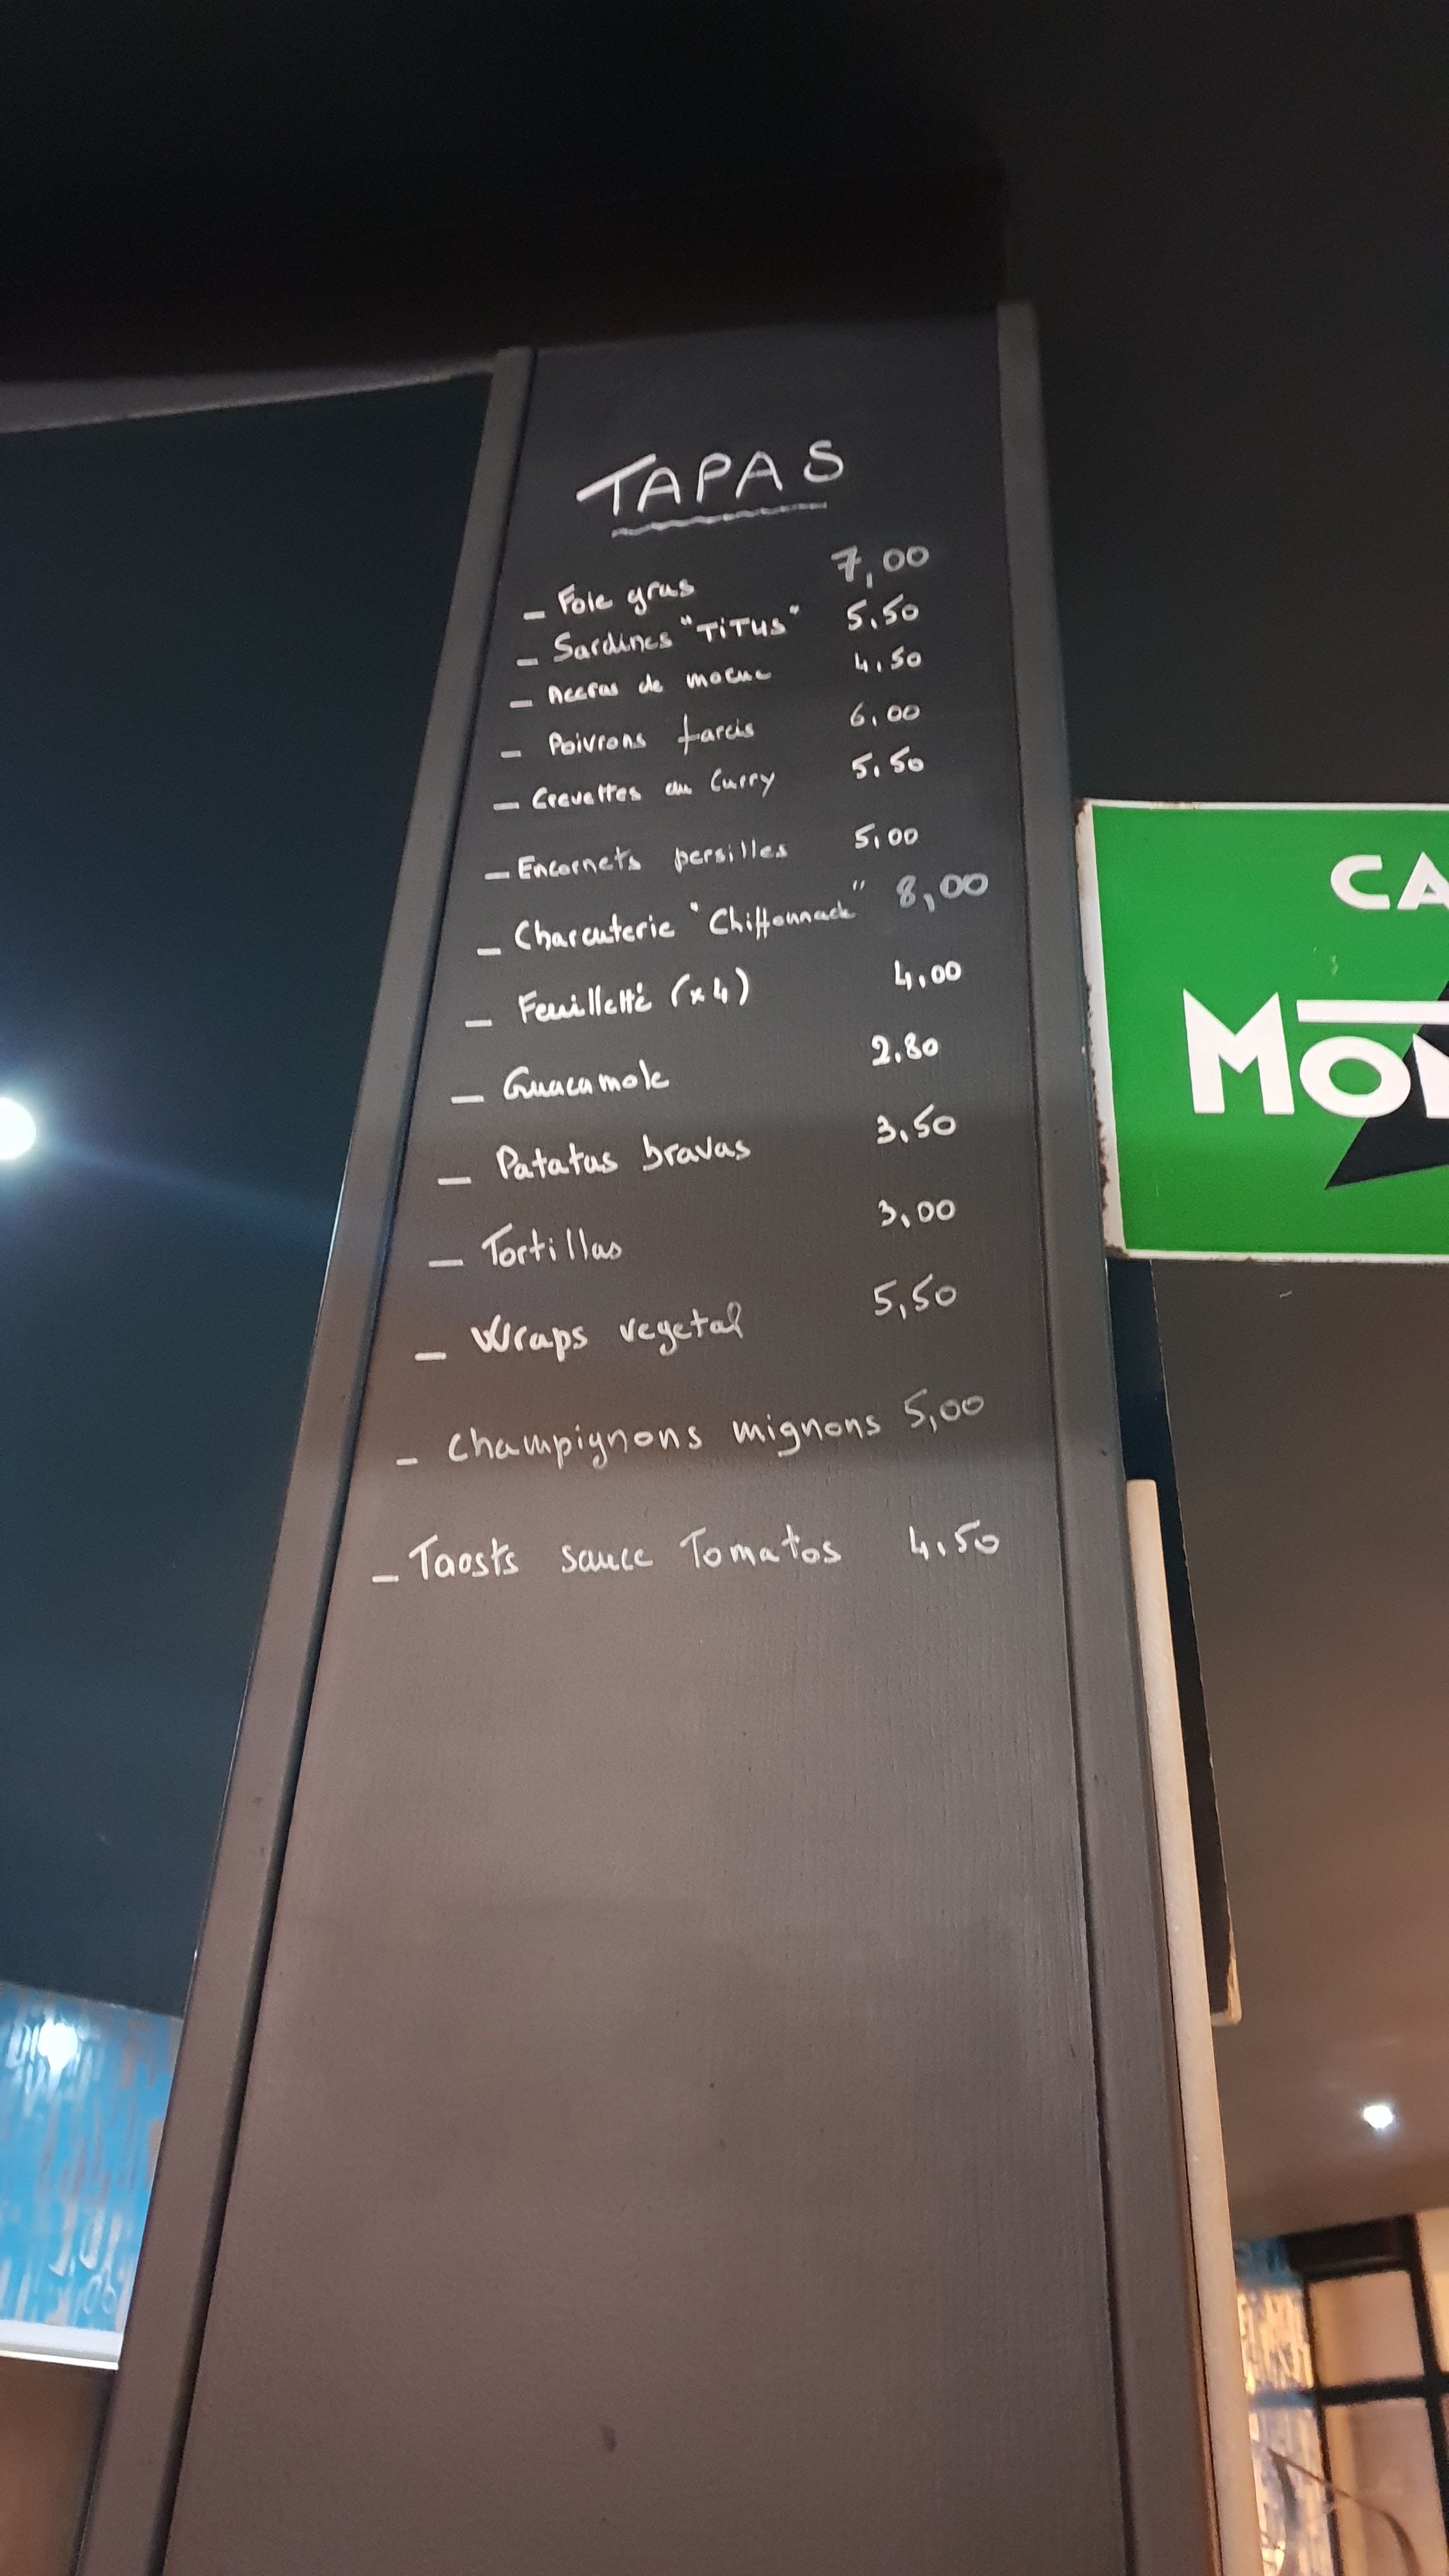 TAPAS
_ Foie gras 7,00
_ Sardines "TiTUS" 5,50
_ Accras de morue 4,50
_ Poivrons farcis 6,00
_ Crevettes au Curry 5,50
_ Encornets persilles 5,00
_ Charcuterie "Chiffonnade" 8,00
_ Feuilletté (x4) 4,00
_ Guacamole 2.80
_ Patatas bravas 3,50
_ Tortillas 3,00
_ Wraps vegetal 5,50
_ Champignons mignons 5,00
_ Taosts sauce Tomatos 4,50
CA
MON